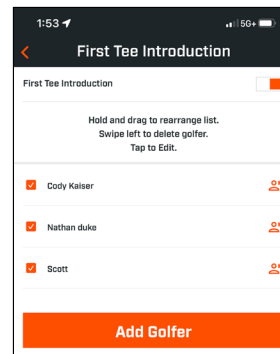 1:53 5G+
First Tee Introduction
First Tee Introduction
Hold and drag to rearrange list.
Swipe left to delete golfer.
Tap to Edit.
Cody Kaiser
Nathan duke
Scott
Add Golfer